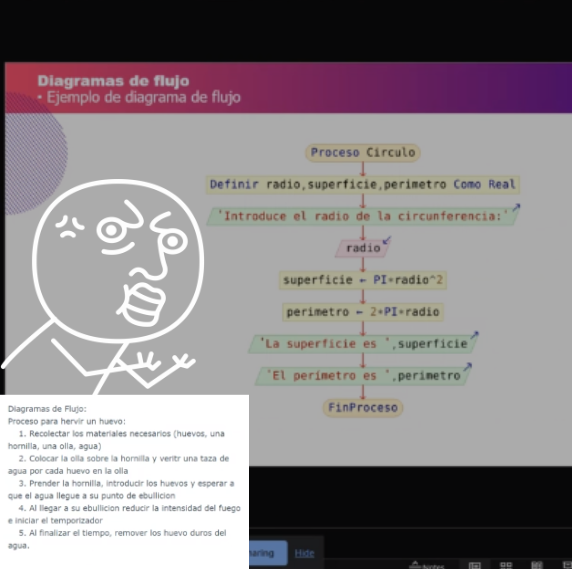 Diagramas de flujo
• Ejemplo de diagrama de flujo
Proceso Circulo
Definir radio,superficie,perimetro Como Real
'Introduce el radio de la circunferencia:'
radio
superficie ← PI*radio^2
perimetro ← 2*PI*radio
'La superficie es ',superficie
'El perimetro es ',perimetro
FinProceso
Diagramas de Flujo:
Proceso para hervir un huevo:
1. Recolectar los materiales necesarios (huevos, una
hornilla, una olla, agua)
2. Colocar la olla sobre la hornilla y veritr una taza de
agua por cada huevo en la olla
3. Prender la hornilla, introducir los huevos y esperar a
que el agua llegue a su punto de ebullicion
4. Al llegar a su ebullicion reducir la intensidad del fuego
e iniciar el temporizador
5. Al finalizar el tiempo, remover los huevo duros del
agua.
aring
Hide
Notes